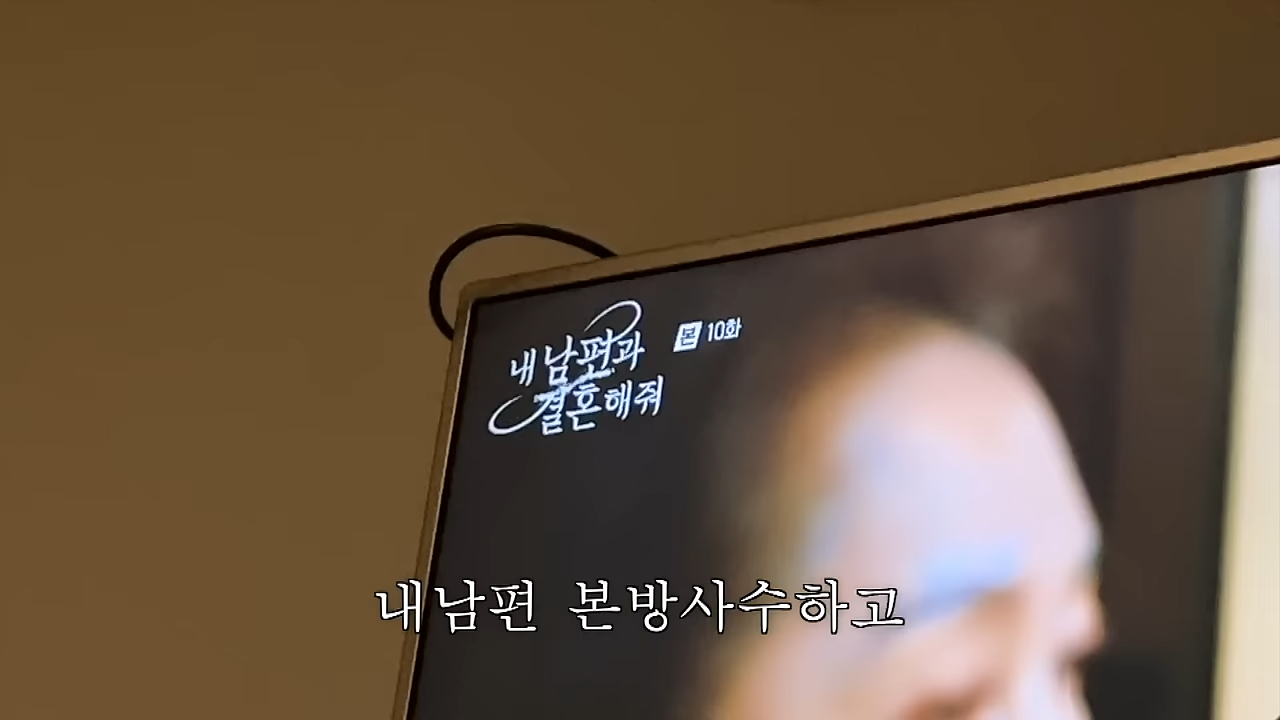 내 남편과
결혼해줘
본 10화
내남편 본방사수하고